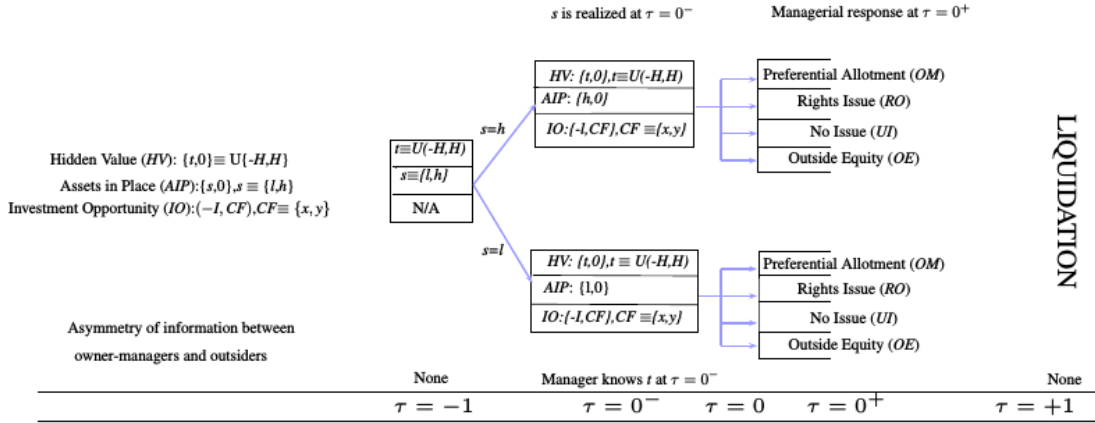 s is realized at τ = 0⁻
Managerial response at τ = 0⁺
HV: {t,0},t≡U(-H,H)
AIP: {h,0}
IO:{-I,CF},CF ≡{x,y}
Preferential Allotment (OM)
Rights Issue (RO)
No Issue (UI)
Outside Equity (OE)
s=h
t≡U(-H,H)
s≡{l,h}
N/A
Hidden Value (HV): {t,0}≡ U{-H,H}
Assets in Place (AIP):{s,0},s ≡ {l,h}
Investment Opportunity (IO):(−I, CF),CF≡ {x, y}
s=l
HV: {t,0},t ≡ U(-H,H)
AIP: {l,0}
IO:{-I,CF},CF ≡{x,y}
Preferential Allotment (OM)
Rights Issue (RO)
No Issue (UI)
Outside Equity (OE)
LIQUIDATION
Asymmetry of information between
owner-managers and outsiders
None
Manager knows t at τ = 0⁻
None
τ = −1
τ = 0⁻
τ = 0
τ = 0⁺
τ = +1